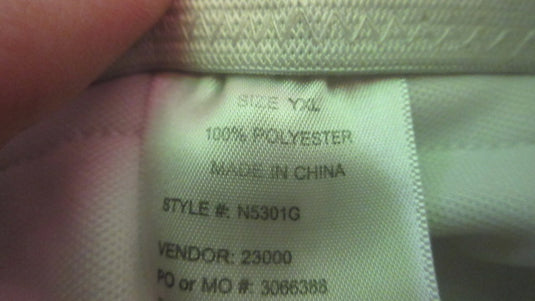 SIZE YXL
100% POLYESTER
MADE IN CHINA
STYLE #: N5301G
VENDOR: 23000
PO or MO #: 3066388